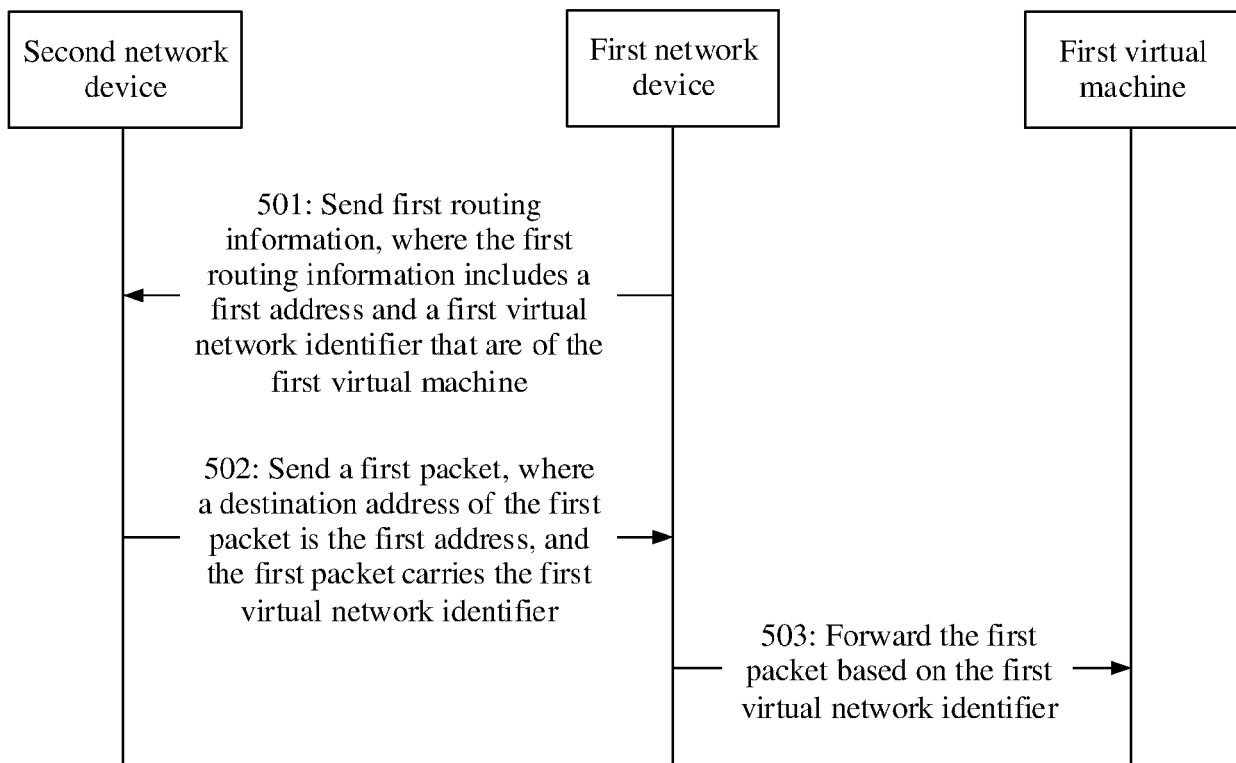 Second network
device
First network
device
First virtual
machine
501: Send first routing
information, where the first
routing information includes a
first address and a first virtual
network identifier that are of the
first virtual machine
502: Send a first packet, where
a destination address of the first
packet is the first address, and
the first packet carries the first
virtual network identifier
503: Forward the first
packet based on the first
virtual network identifier